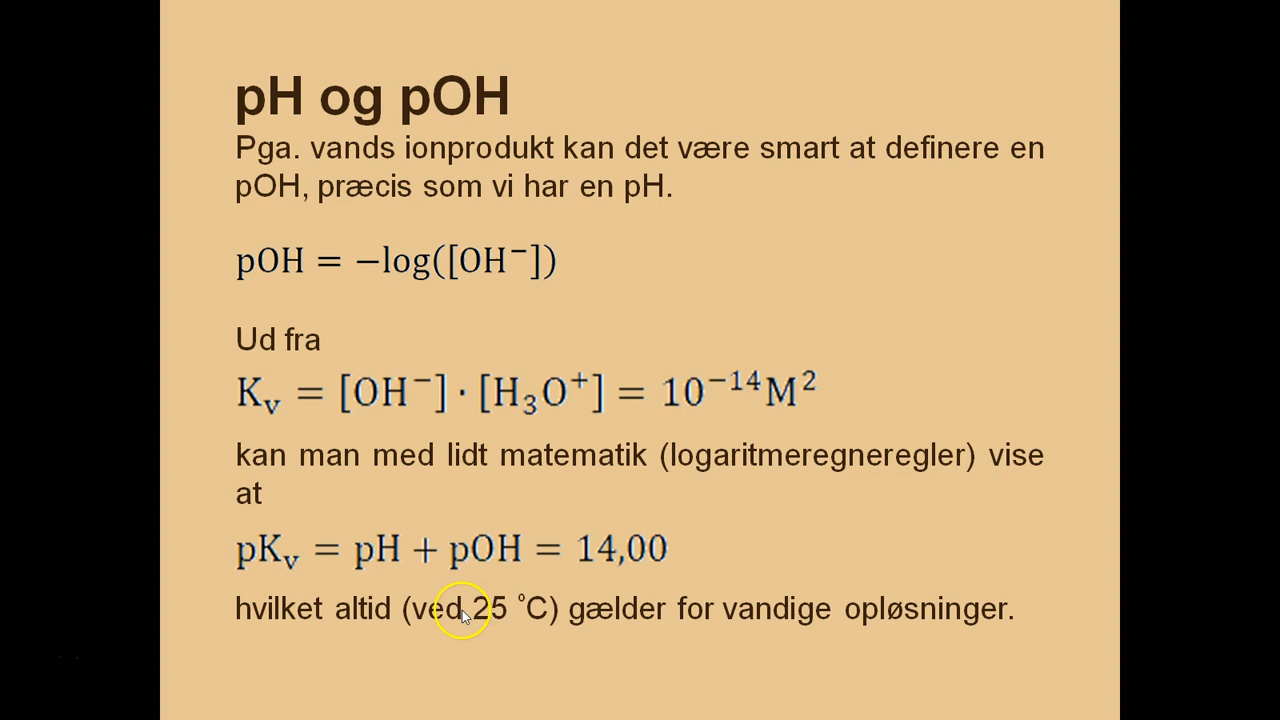 pH og pOH
Pga. vands ionprodukt kan det være smart at definere en
pOH, præcis som vi har en pH.
pOH = −log([OH⁻])
Ud fra
Kᵥ = [OH⁻] · [H₃O⁺] = 10⁻¹⁴M²
kan man med lidt matematik (logaritmeregneregler) vise
at
pKᵥ = pH + pOH = 14,00
hvilket altid (ved 25 °C) gælder for vandige opløsninger.